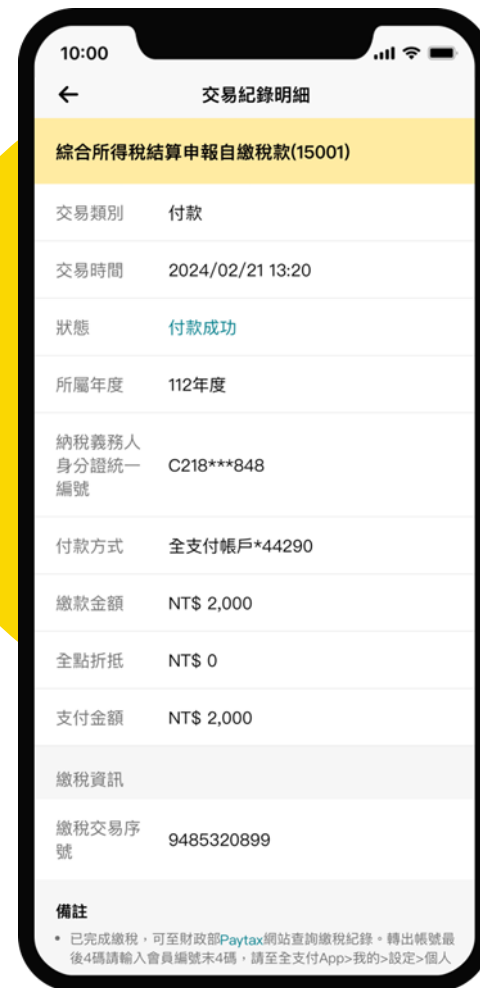 10:00
交易紀錄明細
綜合所得稅結算申報自繳稅款(15001)
交易類別 付款
交易時間 2024/02/21 13:20
狀態 付款成功
所屬年度 112年度
納稅義務人
身分證統一
編號
C218***848
付款方式 全支付帳戶*44290
繳款金額 NT$ 2,000
全點折抵 NT$ 0
支付金額 NT$ 2,000
繳稅資訊
繳稅交易序
號
9485320899
備註
• 已完成繳稅，可至財政部Paytax網站查詢繳稅紀錄。轉出帳號最
後4碼請輸入會員編號末4碼，請至全支付App>我的>設定>個人